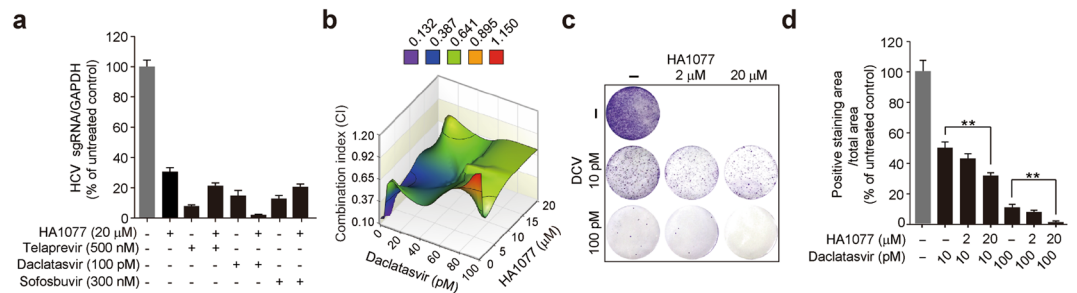 a
HCV sgRNA/GAPDH
(% of untreated control)
120
100
80
60
40
20
0
HA1077 (20 μM) - + - + - + - +
Telaprevir (500 nM) - - + + - - - -
Daclatasvir (100 pM) - - - - + + - -
Sofosbuvir (300 nM) - - - - - - + +
b
0.132
0.387
0.641
0.895
1.150
Combination index (CI)
1.20
0.92
0.65
0.37
0.10
0
20
40
60
80
100
Daclatasvir (pM)
0
5
10
15
20
HA1077 (μM)
c
HA1077
– 2 μM 20 μM
–
DCV
10 pM
100 pM
d
Positive staining area
/total area
(% of untreated control)
120
100
80
60
40
20
0
**
**
HA1077 (μM) – – 2 20 – 2 20
Daclatasvir (pM) – 10 10 10 100 100 100